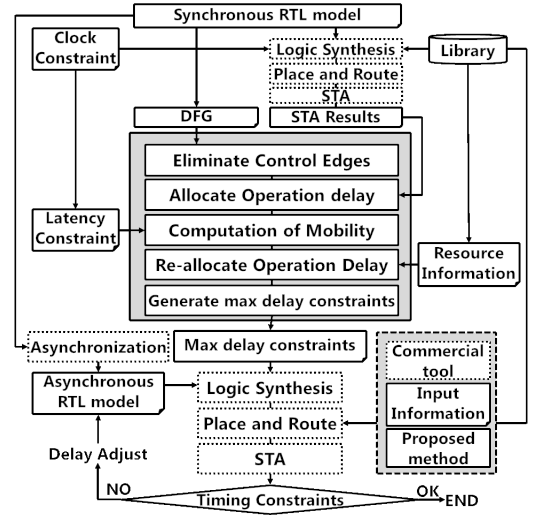 Synchronous RTL model
Clock
Constraint
Logic Synthesis
Library
Place and Route
STA
DFG
STA Results
Eliminate Control Edges
Allocate Operation delay
Latency
Constraint
Computation of Mobility
Re-allocate Operation Delay
Resource
Information
Generate max delay constraints
Asynchronization
Max delay constraints
Commercial
tool
Asynchronous
RTL model
Logic Synthesis
Input
Information
Place and Route
Proposed
method
Delay Adjust
STA
NO
Timing Constraints
OK
END